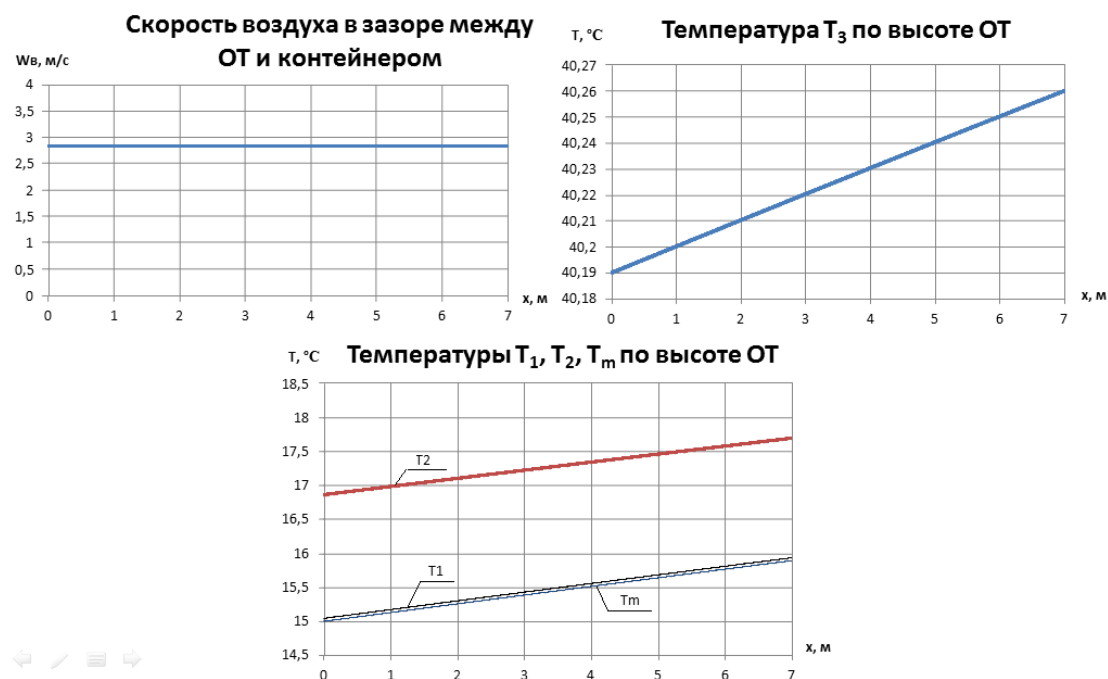 Скорость воздуха в зазоре между
ОТ и контейнером
Wв, м/с
4
3,5
3
2,5
2
1,5
1
0,5
0
0 1 2 3 4 5 6 7
x, м
Температура T3 по высоте ОТ
T, °C
40,27
40,26
40,25
40,24
40,23
40,22
40,21
40,2
40,19
40,18
0 1 2 3 4 5 6 7
x, м
Температуры T1, T2, Tm по высоте ОТ
T, °C
18,5
18
17,5
17
16,5
16
15,5
15
14,5
T2
T1
Tm
0 1 2 3 4 5 6 7
x, м